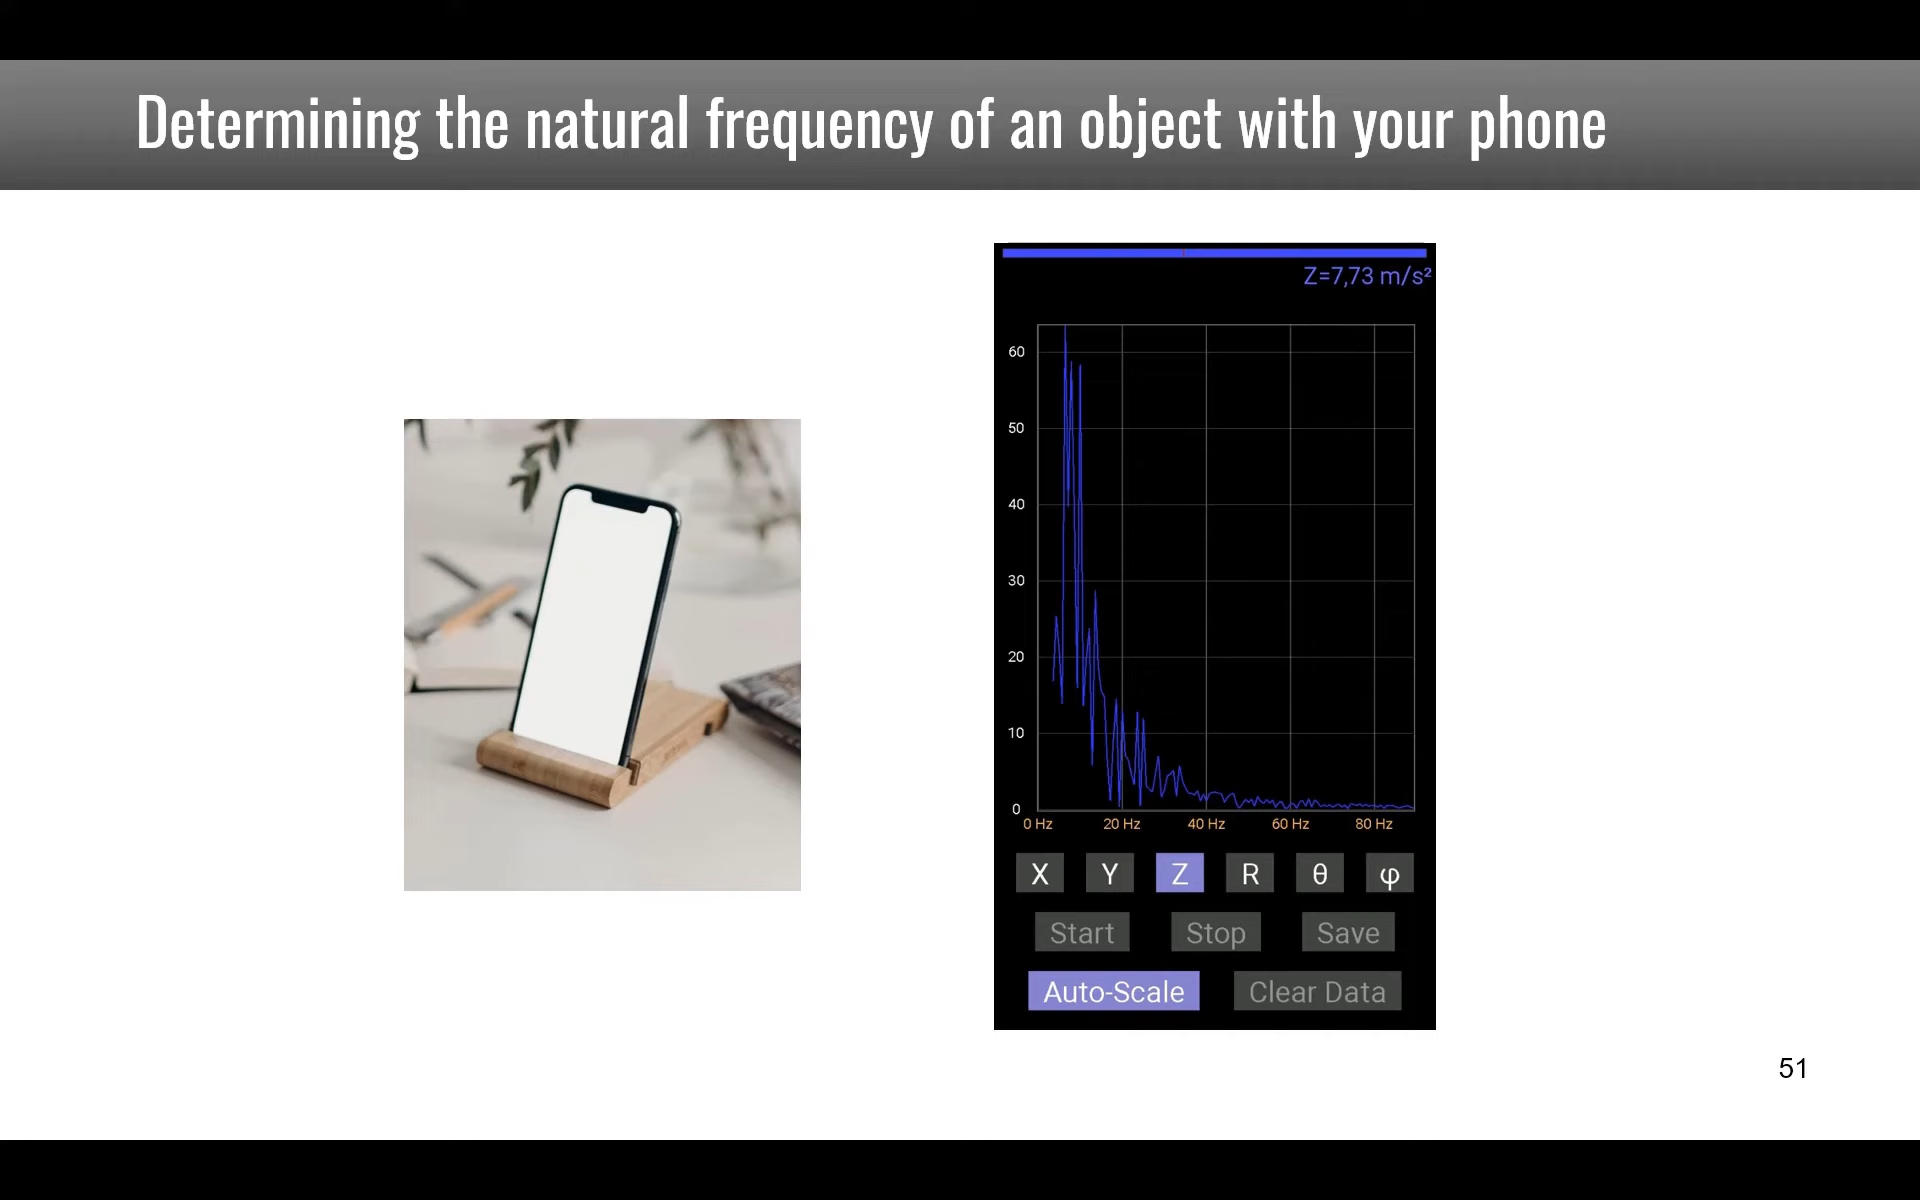 Determining the natural frequency of an object with your phone
Z=7,73 m/s²
60
50
40
30
20
10
0
0 Hz 20 Hz 40 Hz 60 Hz 80 Hz
X Y Z R θ φ
Start Stop Save
Auto-Scale Clear Data
51